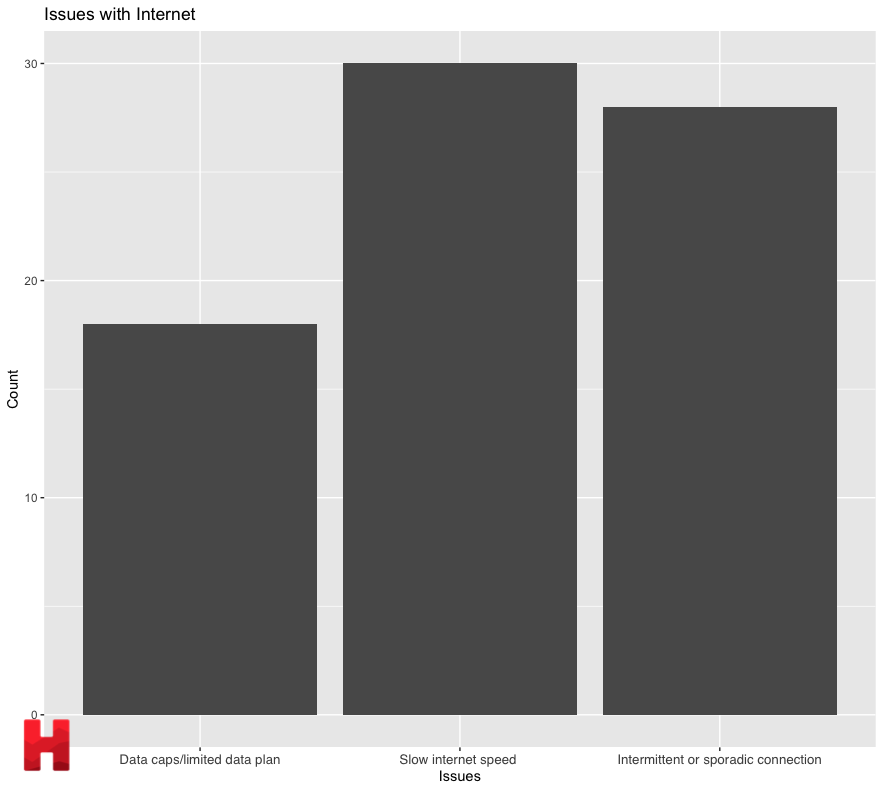 Issues with Internet
30
20
10
0
Count
Data caps/limited data plan
Slow internet speed
Intermittent or sporadic connection
Issues
H